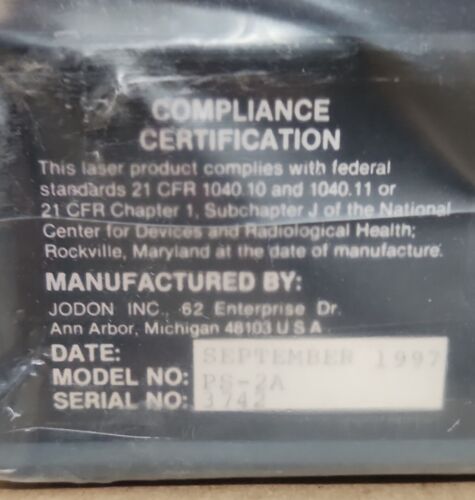 COMPLIANCE
CERTIFICATION
This laser product complies with federal
standards 21 CFR 1040.10 and 1040.11 or
21 CFR Chapter 1, Subchapter J of the National
Center for Devices and Radiological Health;
Rockville, Maryland at the date of manufacture.
MANUFACTURED BY:
JODON INC., 62 Enterprise Dr.
Ann Arbor, Michigan 48103 U S A
DATE: SEPTEMBER 1997
MODEL NO: PS-2A
SERIAL NO: 3742